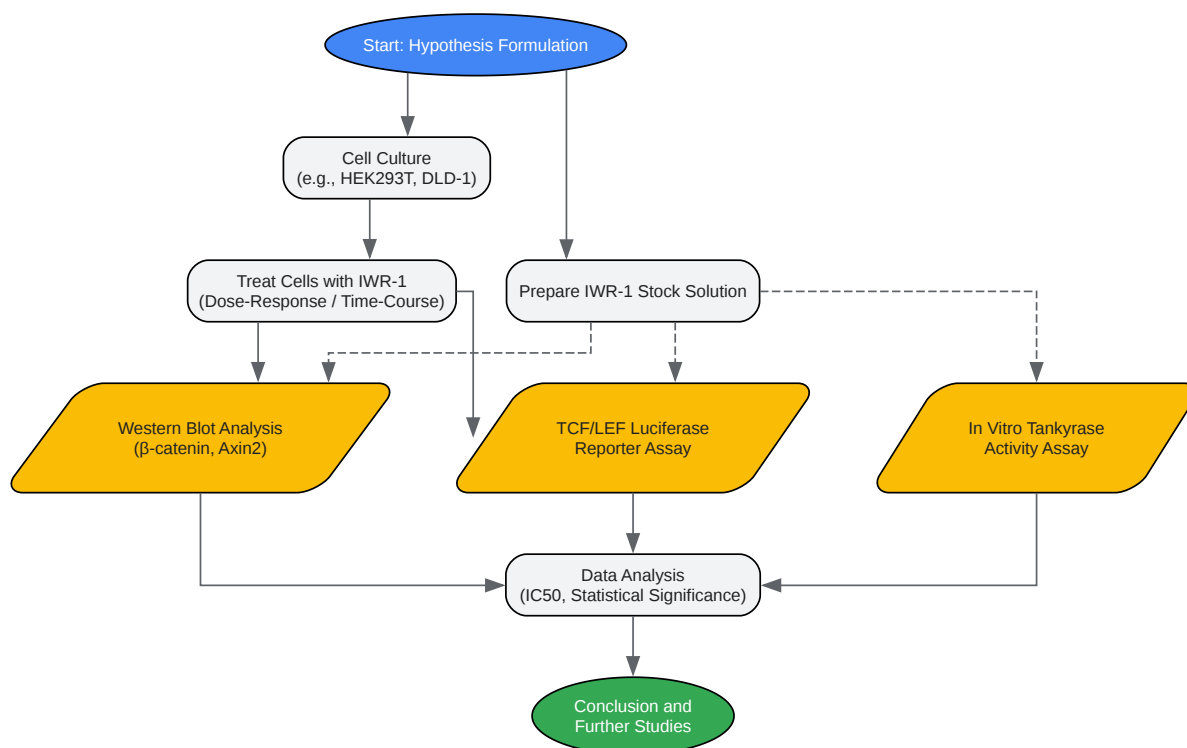 Start: Hypothesis Formulation
Cell Culture
(e.g., HEK293T, DLD-1)
Treat Cells with IWR-1
(Dose-Response / Time-Course)
Prepare IWR-1 Stock Solution
Western Blot Analysis
(β-catenin, Axin2)
TCF/LEF Luciferase
Reporter Assay
In Vitro Tankyrase
Activity Assay
Data Analysis
(IC50, Statistical Significance)
Conclusion and
Further Studies